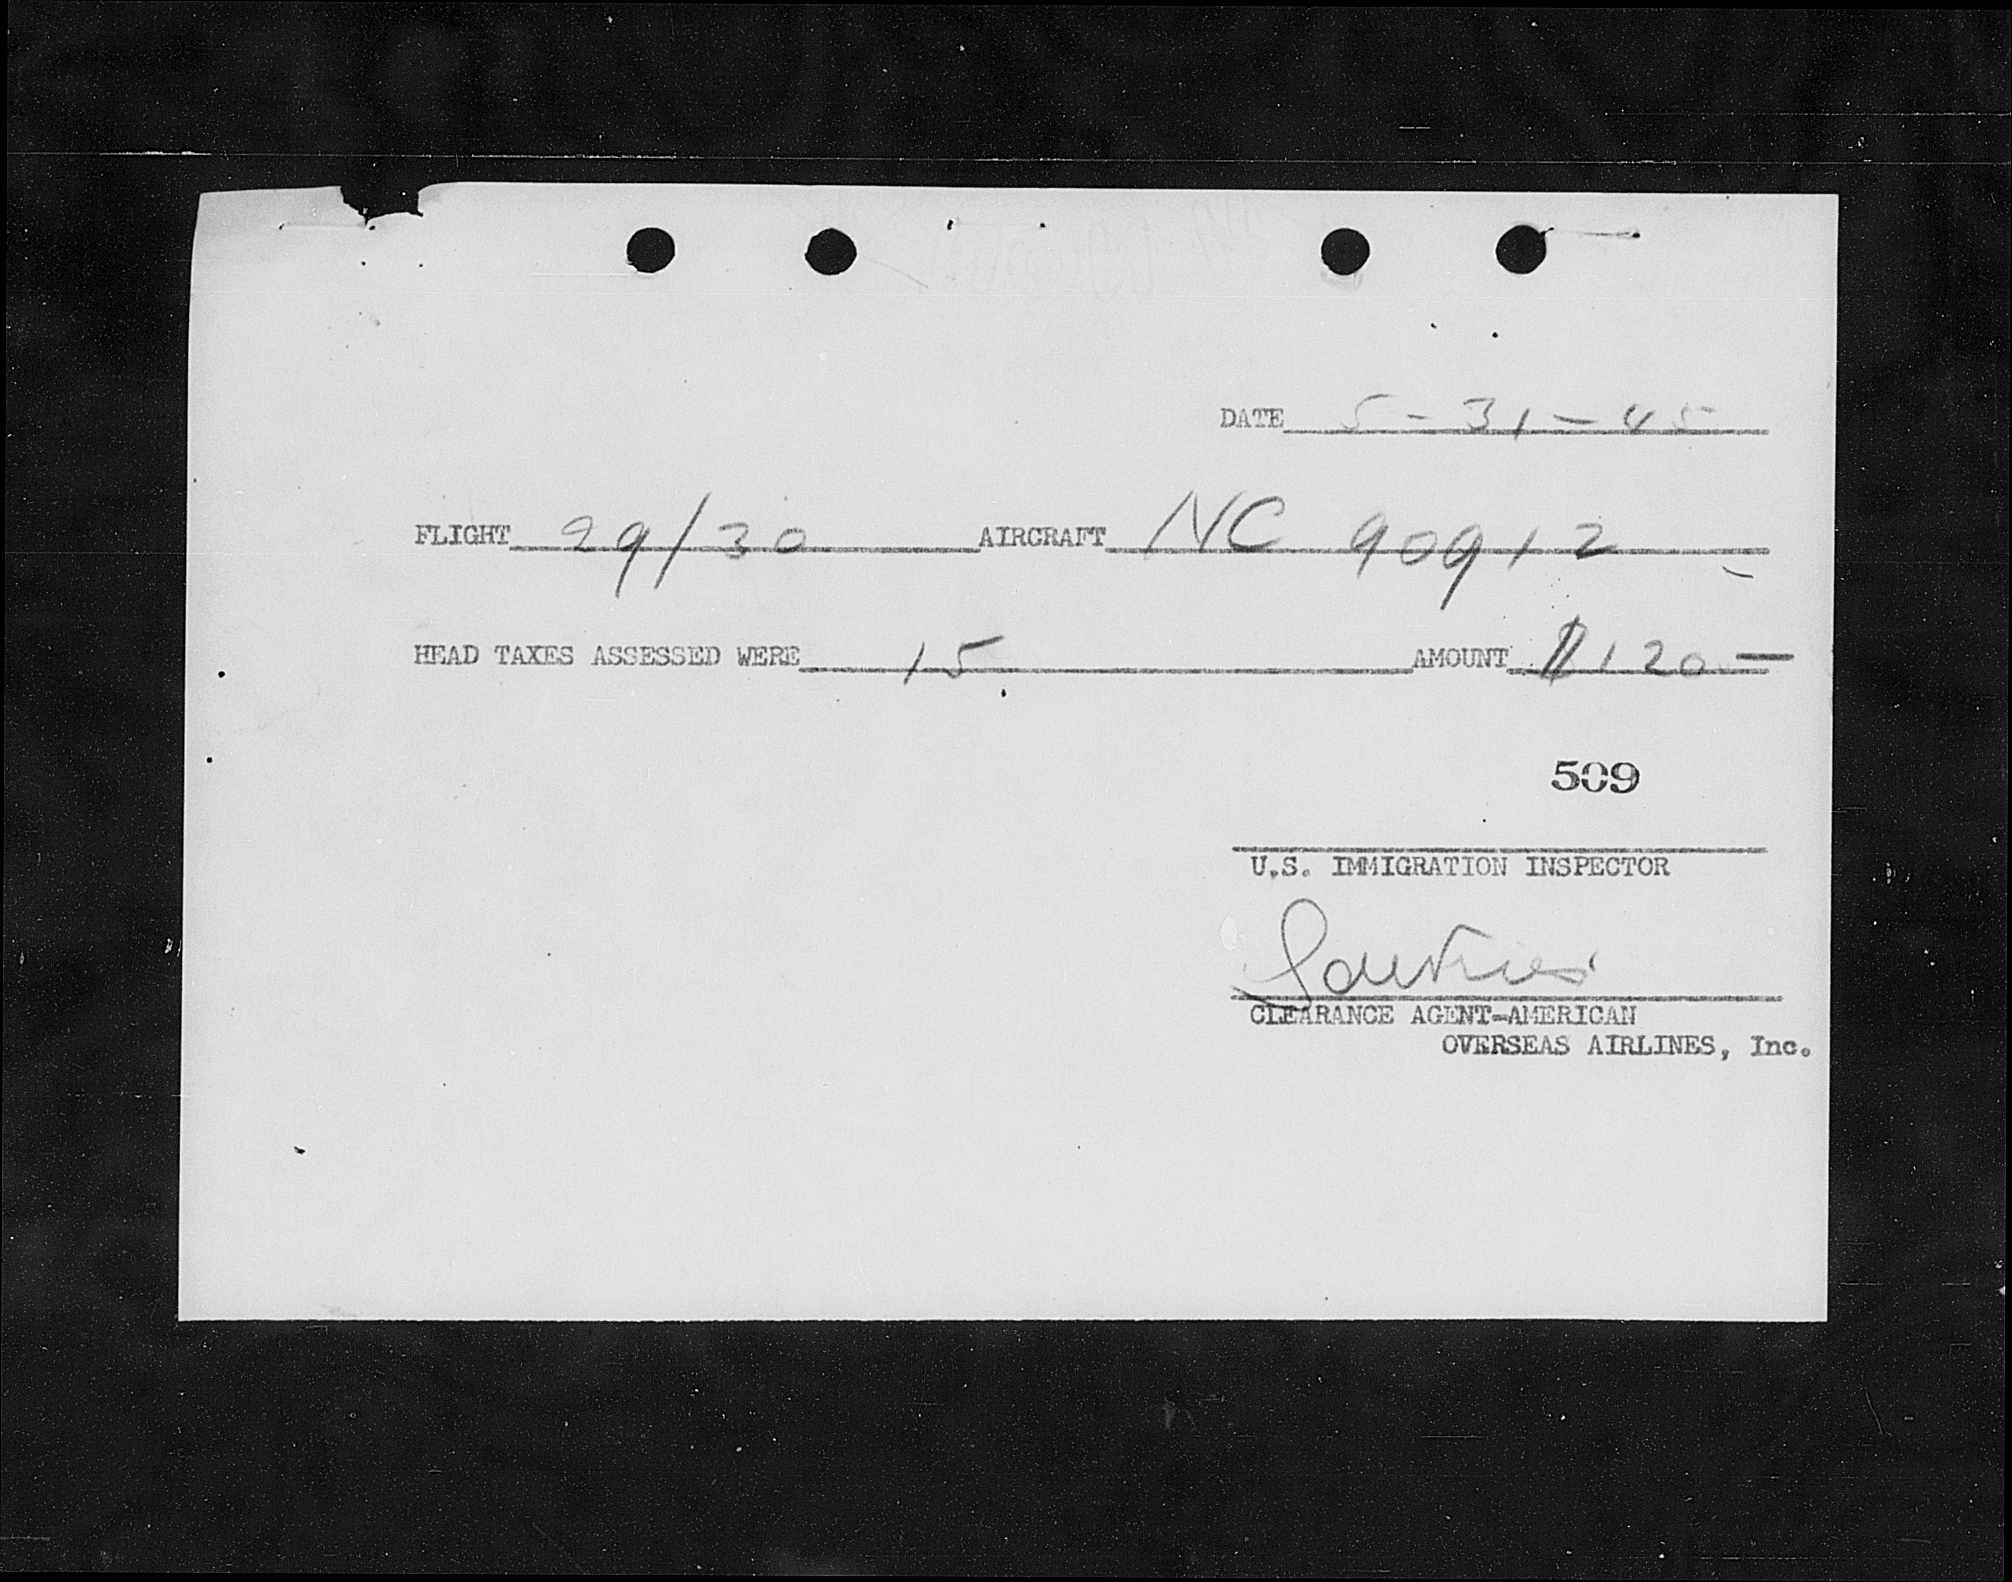 DATE 5-31-45
FLIGHT 29/30 AIRCRAFT NC 90912
HEAD TAXES ASSESSED WERE 15 AMOUNT $120.—
509
U.S. IMMIGRATION INSPECTOR
CLEARANCE AGENT-AMERICAN
OVERSEAS AIRLINES, Inc.